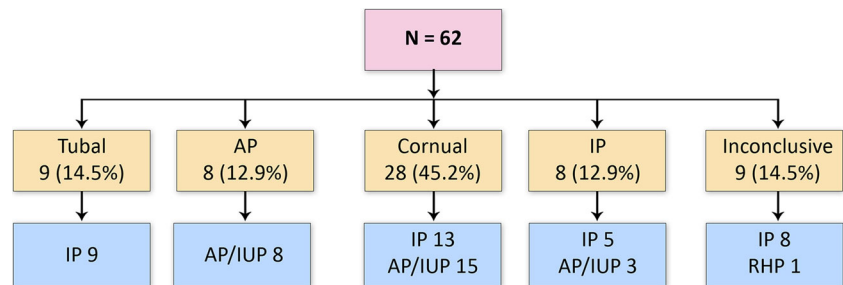 N = 62
Tubal
9 (14.5%)
AP
8 (12.9%)
Cornual
28 (45.2%)
IP
8 (12.9%)
Inconclusive
9 (14.5%)
IP 9
AP/IUP 8
IP 13
AP/IUP 15
IP 5
AP/IUP 3
IP 8
RHP 1